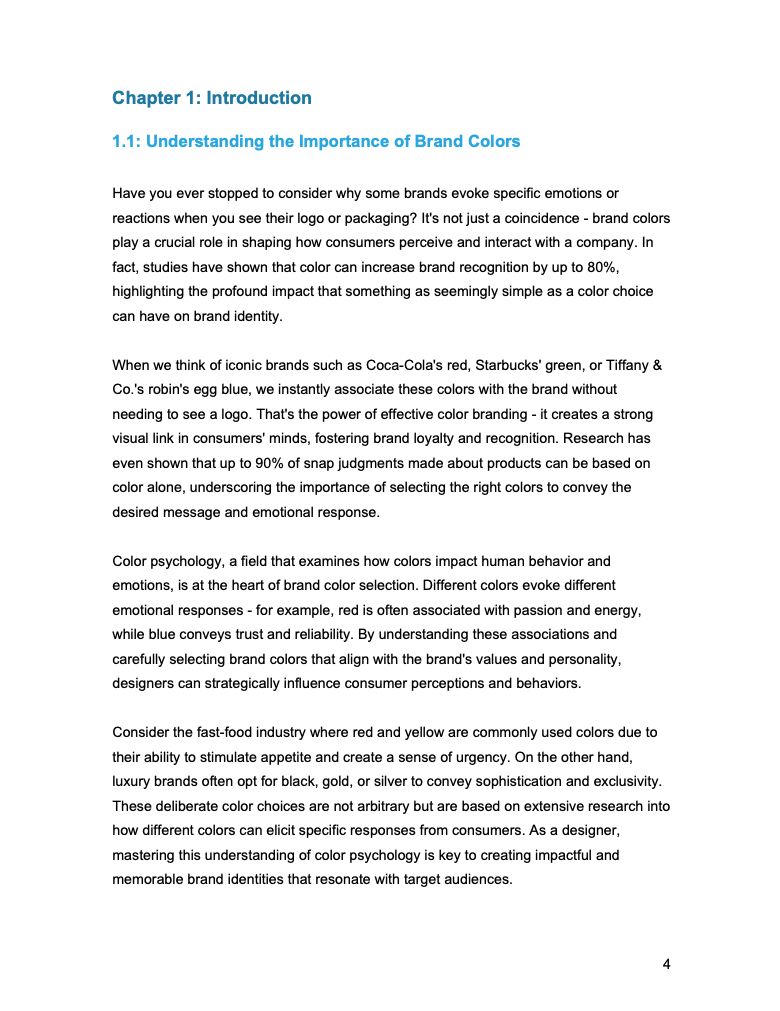 Chapter 1: Introduction
1.1: Understanding the Importance of Brand Colors
Have you ever stopped to consider why some brands evoke specific emotions or
reactions when you see their logo or packaging? It's not just a coincidence - brand colors
play a crucial role in shaping how consumers perceive and interact with a company. In
fact, studies have shown that color can increase brand recognition by up to 80%,
highlighting the profound impact that something as seemingly simple as a color choice
can have on brand identity.
When we think of iconic brands such as Coca-Cola's red, Starbucks' green, or Tiffany &
Co.'s robin's egg blue, we instantly associate these colors with the brand without
needing to see a logo. That's the power of effective color branding - it creates a strong
visual link in consumers' minds, fostering brand loyalty and recognition. Research has
even shown that up to 90% of snap judgments made about products can be based on
color alone, underscoring the importance of selecting the right colors to convey the
desired message and emotional response.
Color psychology, a field that examines how colors impact human behavior and
emotions, is at the heart of brand color selection. Different colors evoke different
emotional responses - for example, red is often associated with passion and energy,
while blue conveys trust and reliability. By understanding these associations and
carefully selecting brand colors that align with the brand's values and personality,
designers can strategically influence consumer perceptions and behaviors.
Consider the fast-food industry where red and yellow are commonly used colors due to
their ability to stimulate appetite and create a sense of urgency. On the other hand,
luxury brands often opt for black, gold, or silver to convey sophistication and exclusivity.
These deliberate color choices are not arbitrary but are based on extensive research into
how different colors can elicit specific responses from consumers. As a designer,
mastering this understanding of color psychology is key to creating impactful and
memorable brand identities that resonate with target audiences.
4